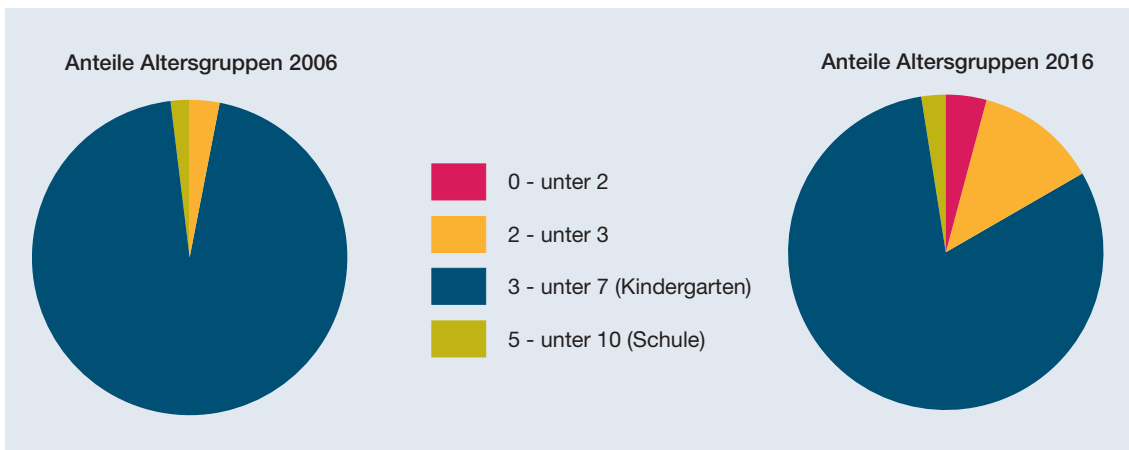 Anteile Altersgruppen 2006
Anteile Altersgruppen 2016
0 - unter 2
2 - unter 3
3 - unter 7 (Kindergarten)
5 - unter 10 (Schule)